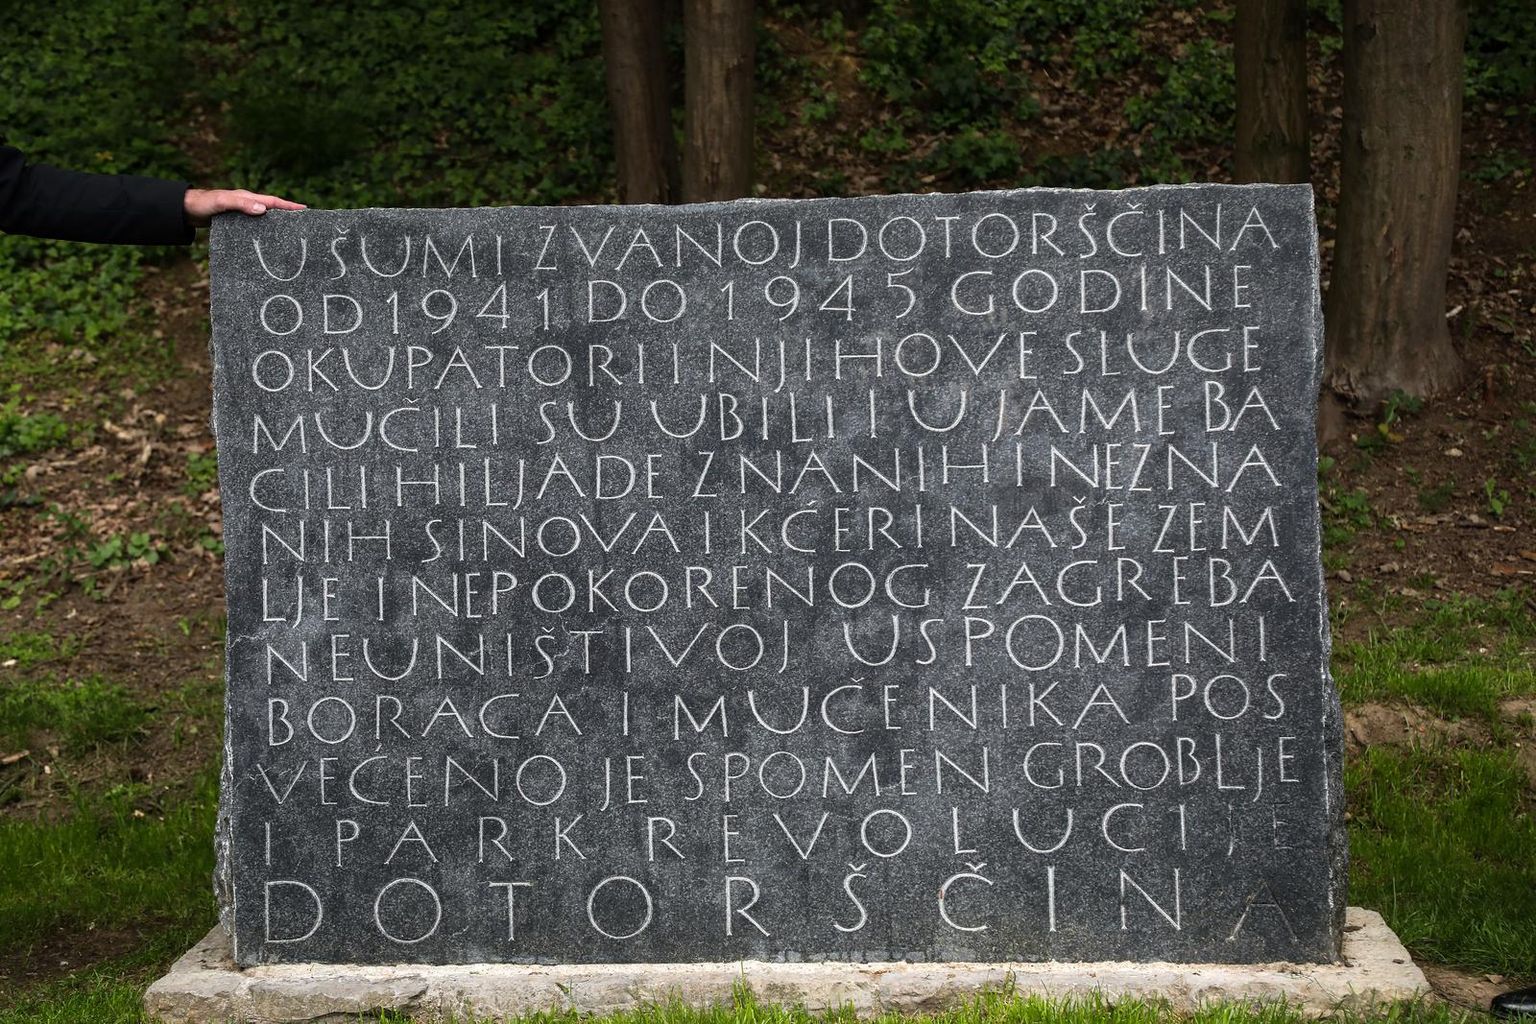 U ŠUMI ZVANOJ DOTORŠČINA
OD 1941 DO 1945 GODINE
OKUPATORI I NJIHOVE SLUGE
MUČILI SU UBILI I U JAME BA
CILI HILJADE ZNANIH I NEZNA
NIH SINOVA I KĆERI NAŠE ZEM
LJE I NEPOKORENOG ZAGREBA
NEUNIŠTIVOJ USPOMENI
BORACA I MUČENIKA POS
VEĆENO JE SPOMEN GROBLJE
I PARK REVOLUCIJE
DOTORŠČINA